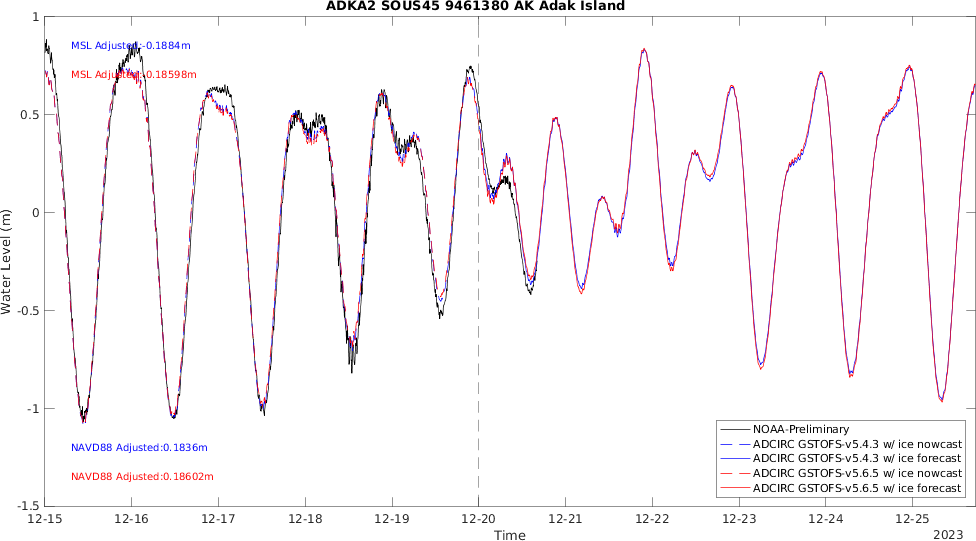 ADKA2 SOUS45 9461380 AK Adak Island
1
MSL Adjusted:-0.1884m
MSL Adjusted:-0.18598m
0.5
0
Water Level (m)
-0.5
-1
NAVD88 Adjusted:0.1836m
NAVD88 Adjusted:0.18602m
NOAA-Preliminary
ADCIRC GSTOFS-v5.4.3 w/ ice nowcast
ADCIRC GSTOFS-v5.4.3 w/ ice forecast
ADCIRC GSTOFS-v5.6.5 w/ ice nowcast
ADCIRC GSTOFS-v5.6.5 w/ ice forecast
-1.5
12-15 12-16 12-17 12-18 12-19 12-20 12-21 12-22 12-23 12-24 12-25
Time
2023